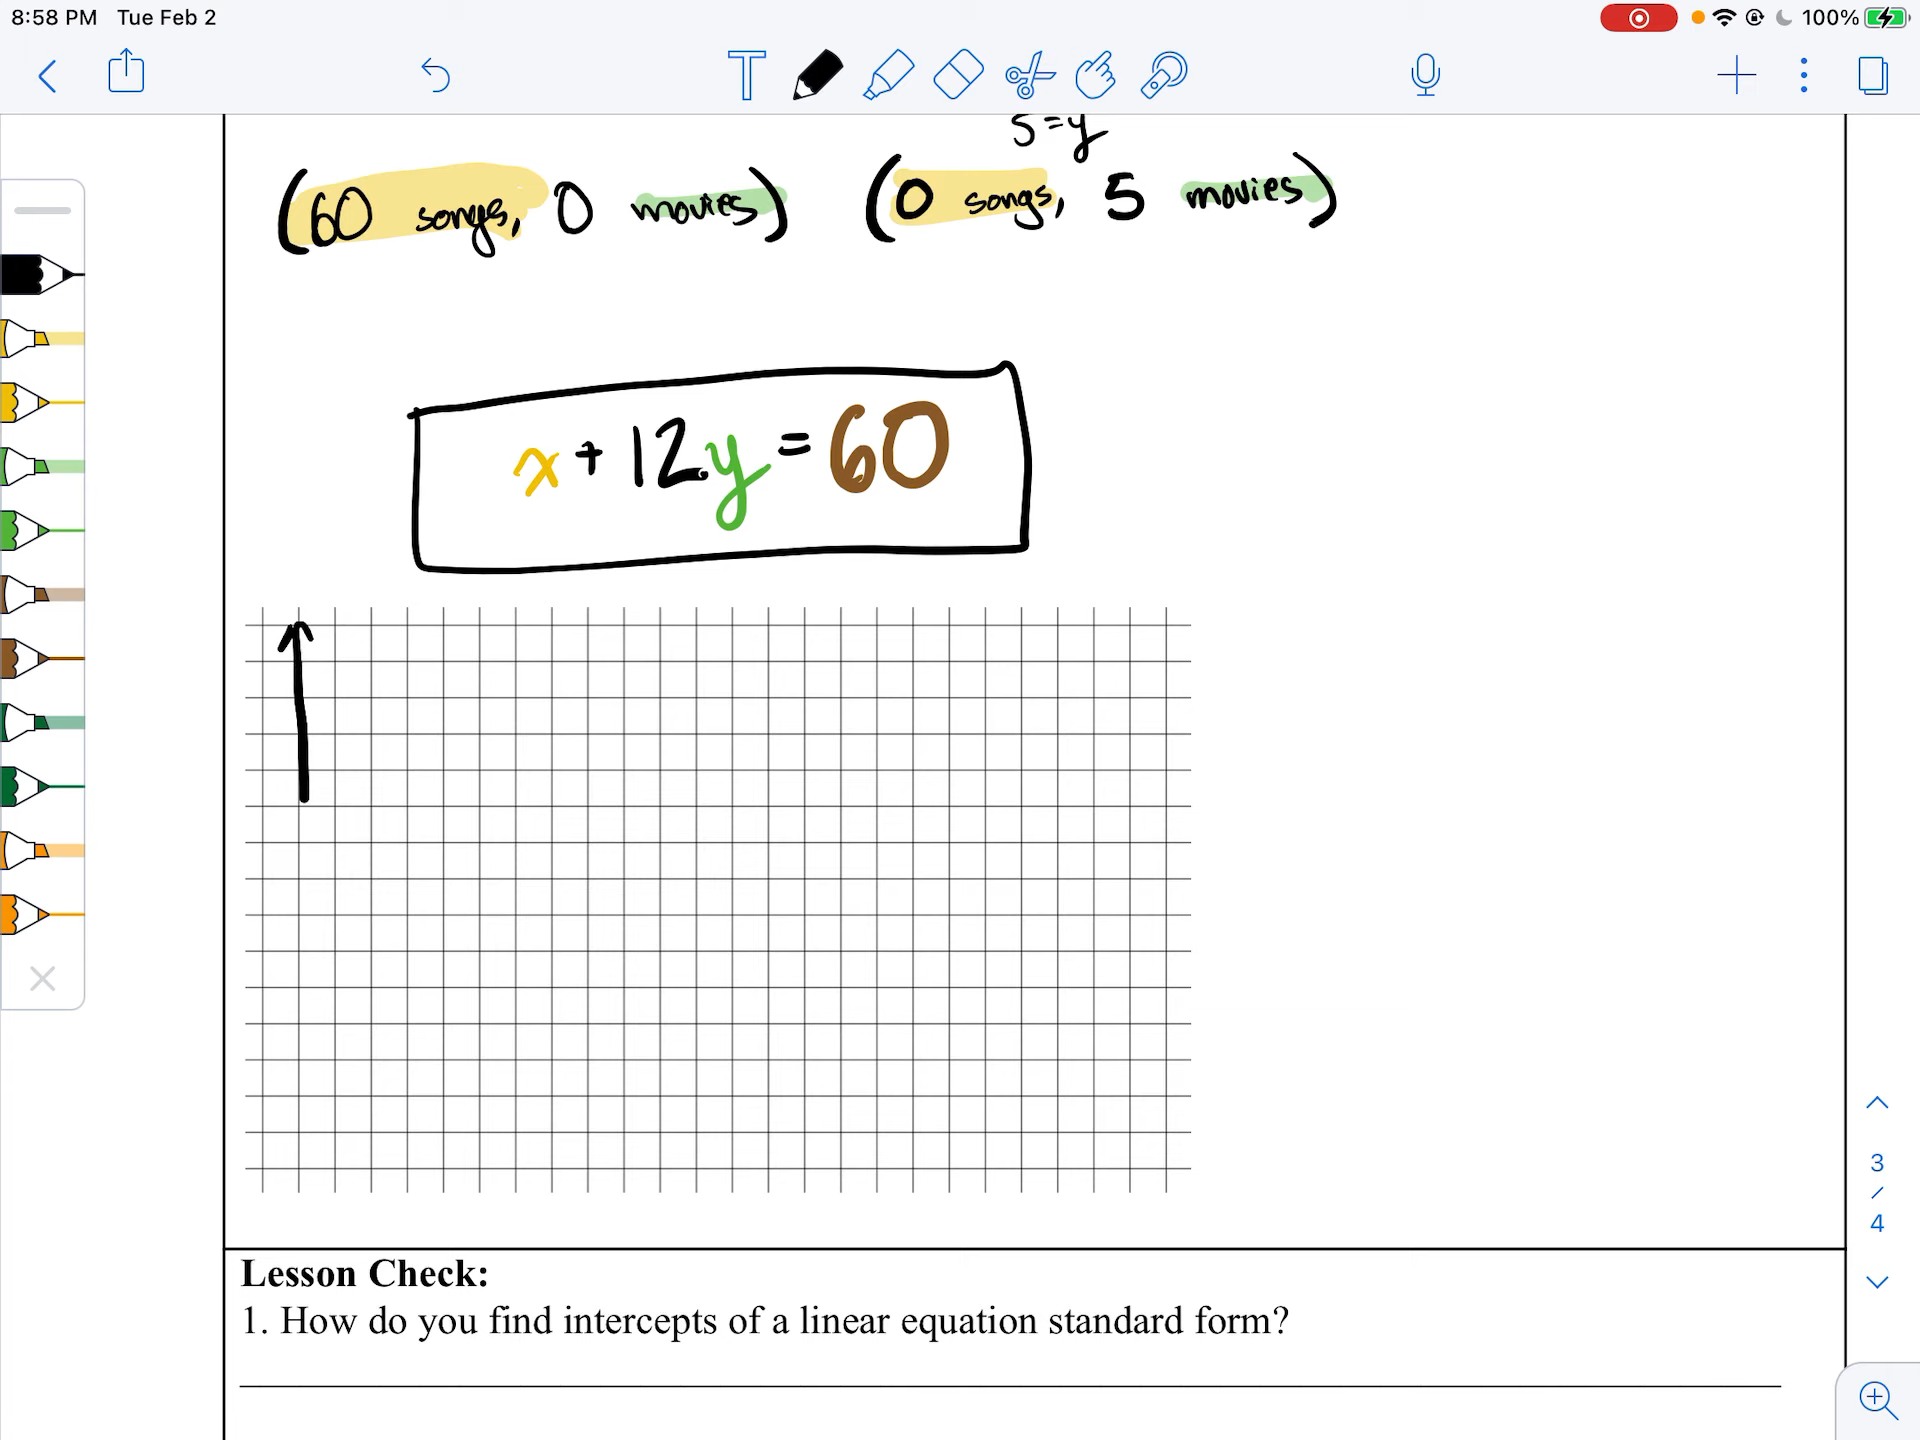 8:58 PM Tue Feb 2 100%
T
5=y
(60 songs, 0 movies) (0 songs, 5 movies)
x + 12y = 60
3
/
4
Lesson Check:
1. How do you find intercepts of a linear equation standard form?